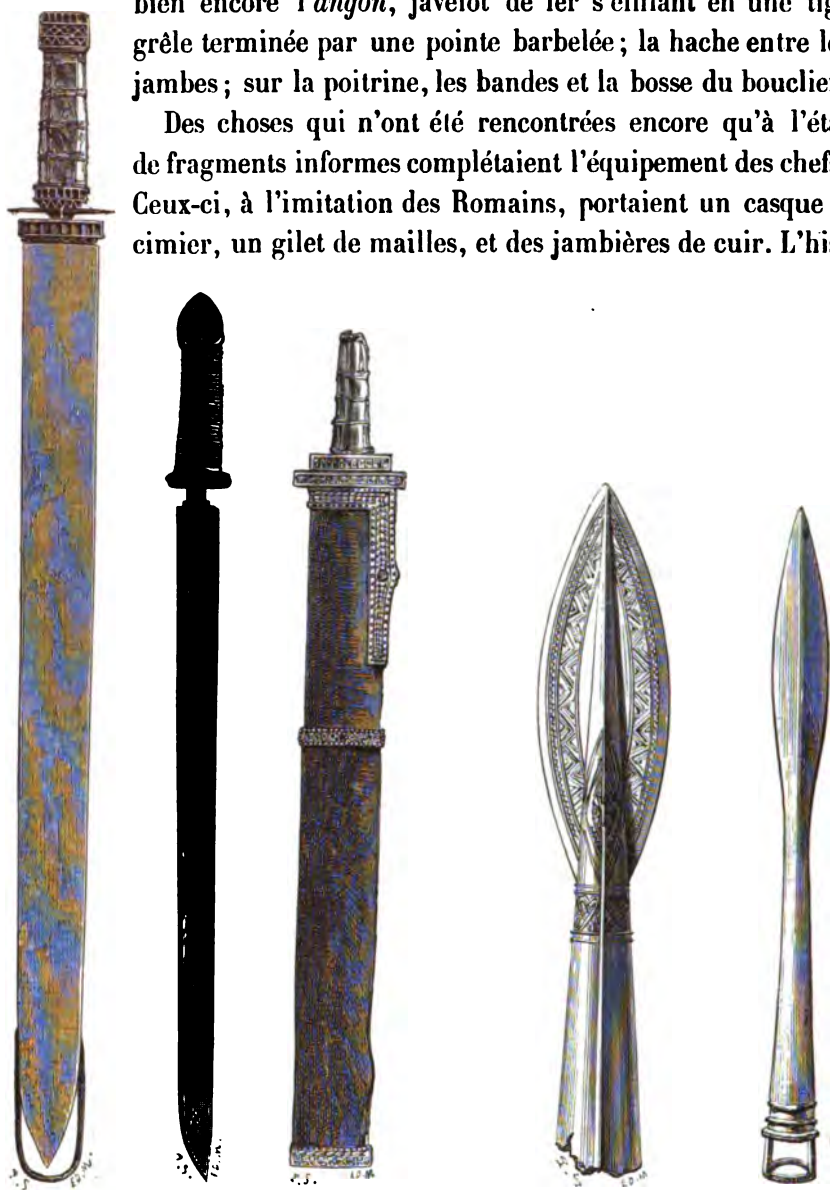 bien encore l'angon, javelot de fer s'effilant en une
grêle terminée par une pointe barbelée; la hache entre
jambes; sur la poitrine, les bandes et la bosse du bouclier
Des choses qui n'ont été rencontrées encore qu'à
de fragments informes complétaient l'équipement des
Ceux-ci, à l'imitation des Romains, portaient un casque
cimier, un gilet de mailles, et des jambières de cuir.